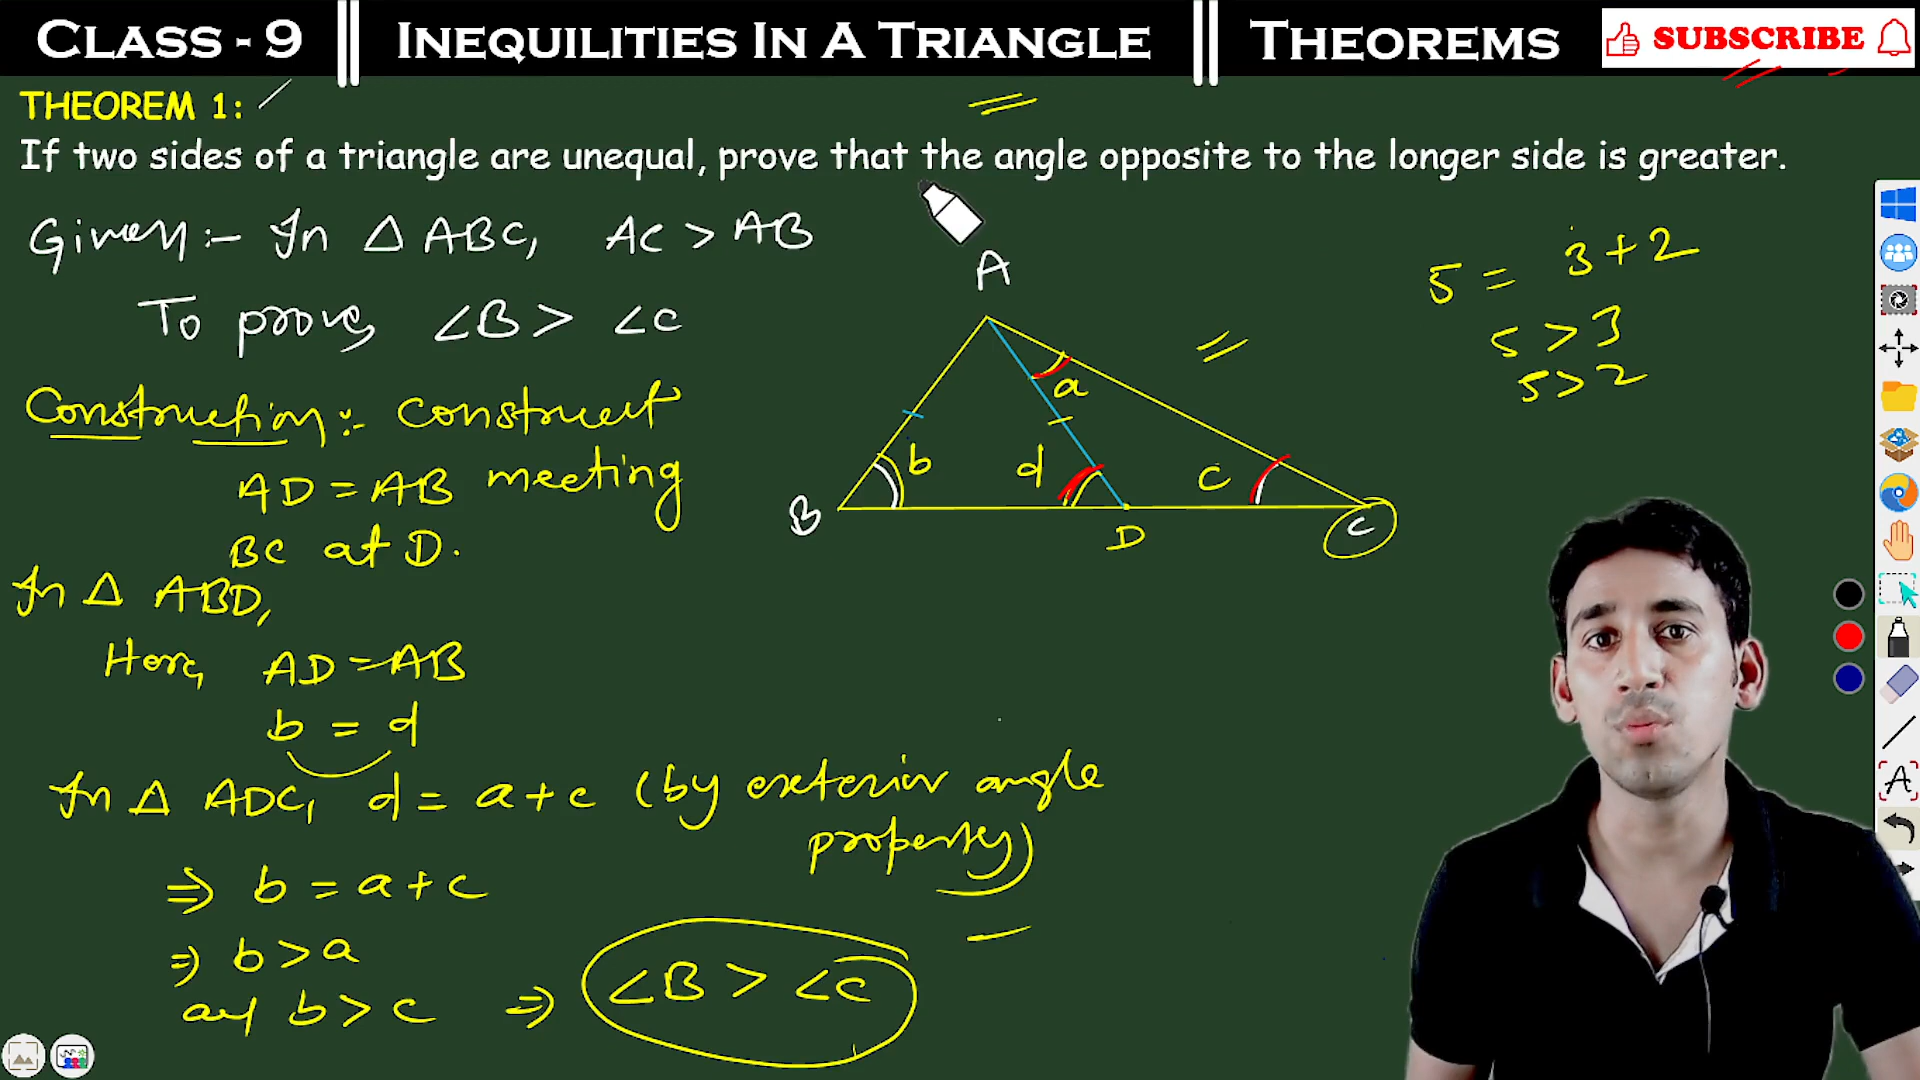 CLASS - 9 INEQUILITIES IN A TRIANGLE THEOREMS SUBSCRIBE
THEOREM 1:
If two sides of a triangle are unequal, prove that the angle opposite to the longer side is greater.
Given :- In △ ABC, AC > AB
To prove, ∠B > ∠C
Construction :- Construct
AD = AB meeting
BC at D.
In △ ABD,
Here, AD = AB
b = d
In △ ADC, d = a + c (by exterior angle
property)
⇒ b = a + c
⇒ b > a
and b > c ⇒ ∠B > ∠C
A
a
b d c
B D C
5 = 3 + 2
5 > 3
5 > 2
A